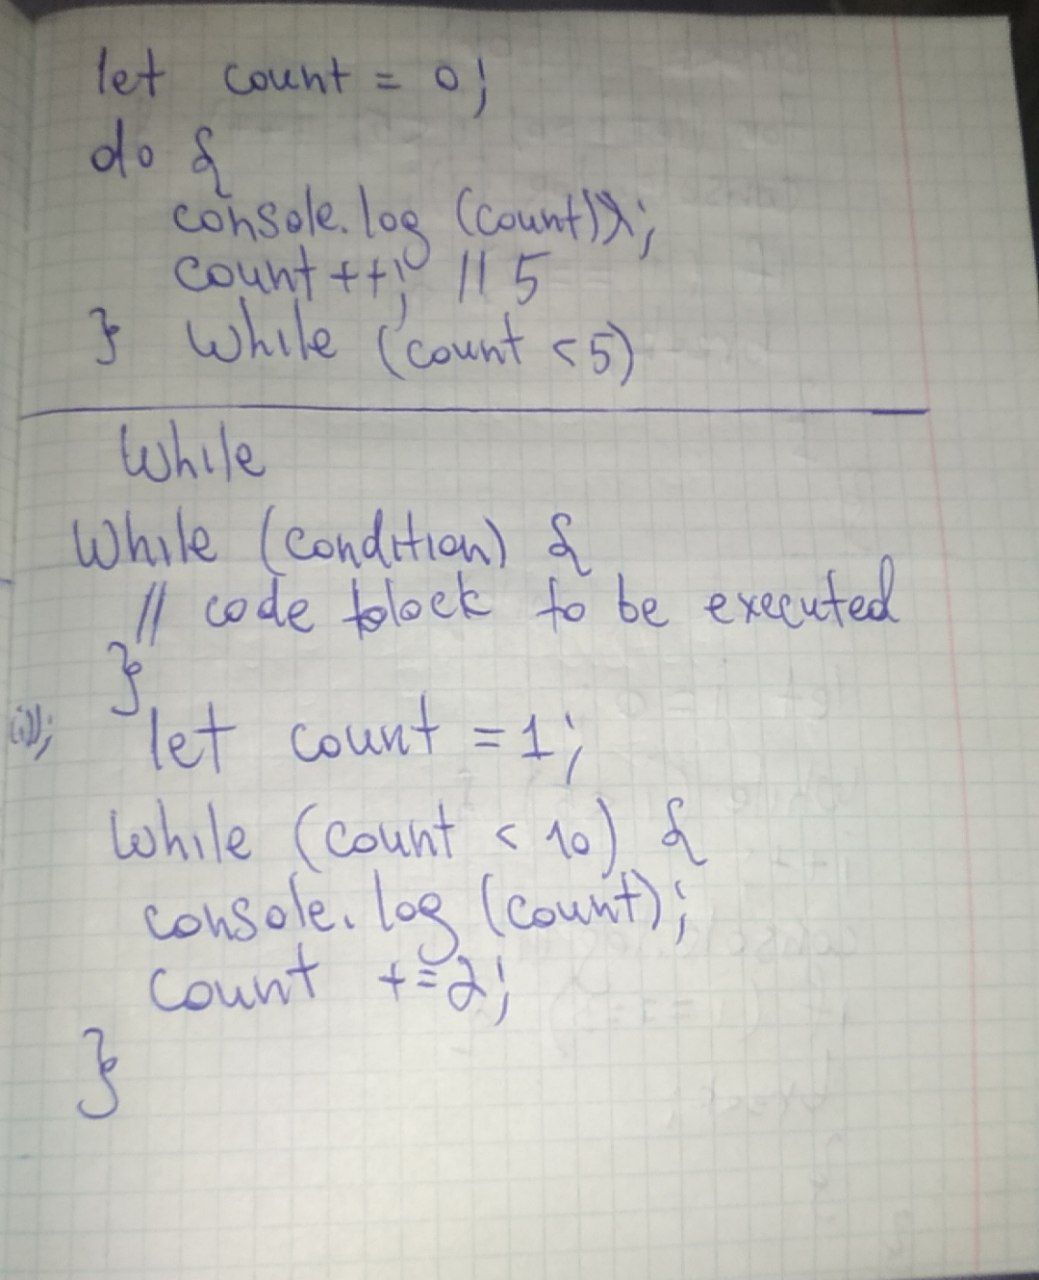 let count = 0;
do {
console.log (count));
count ++; // 5
} While (count < 5)
While
While (condition) {
// code block to be executed
}
let count = 1;
While (count < 10) {
console.log (count);
count += 2;
}